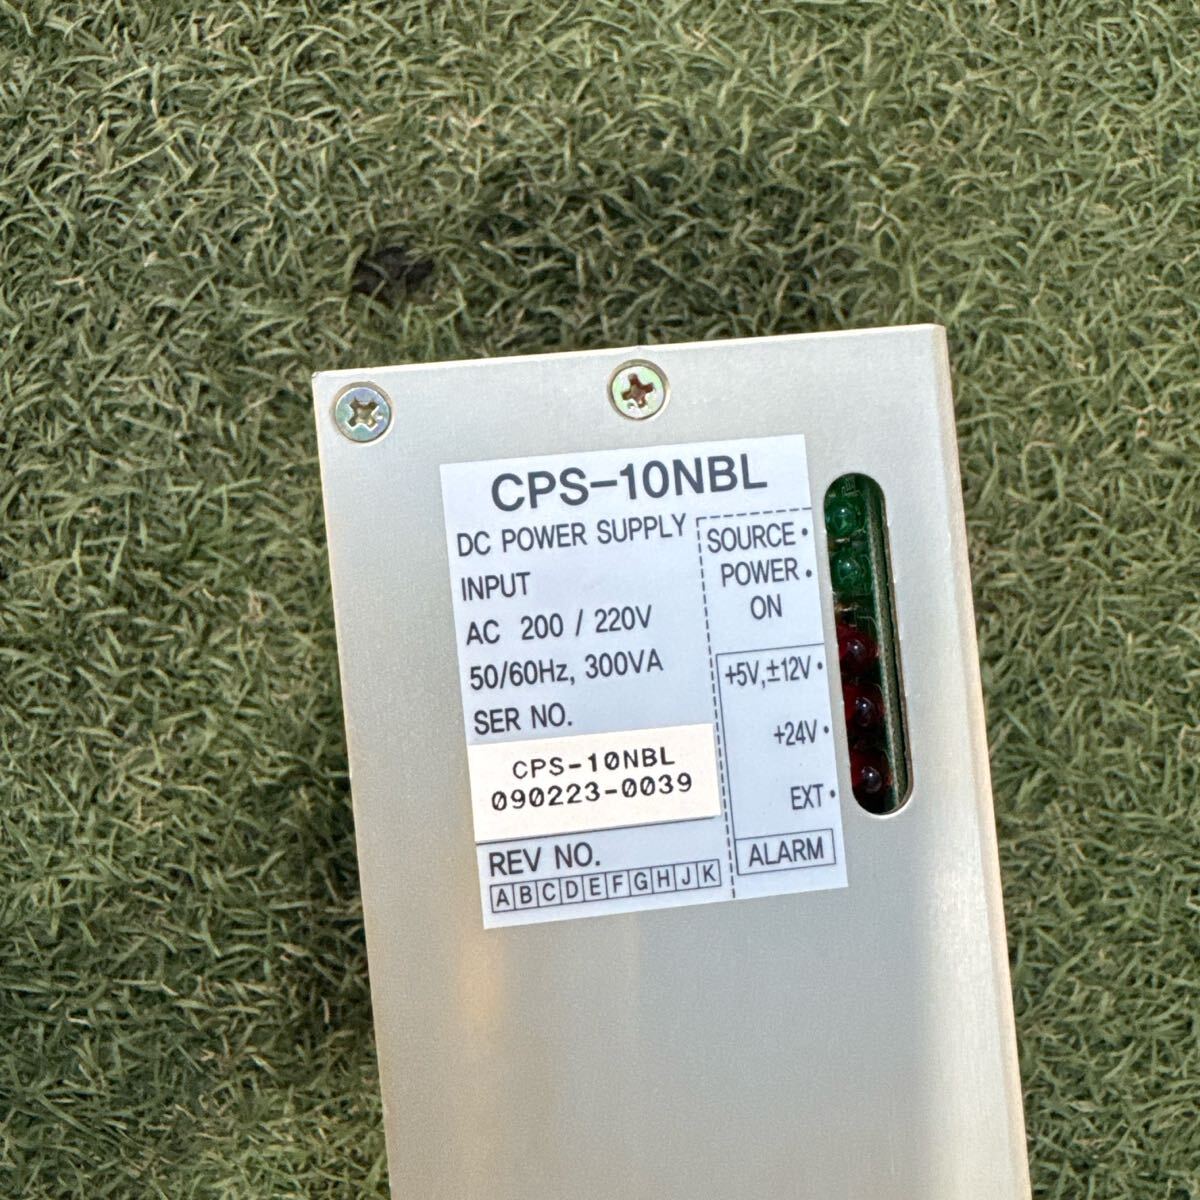 CPS-10NBL
DC POWER SUPPLY
INPUT
AC 200 / 220V
50/60Hz, 300VA
SER NO.
CPS-10NBL
090223-0039
REV NO.
A B C D E F G H J K
SOURCE •
POWER •
ON
+5V, ±12V •
+24V •
EXT •
ALARM